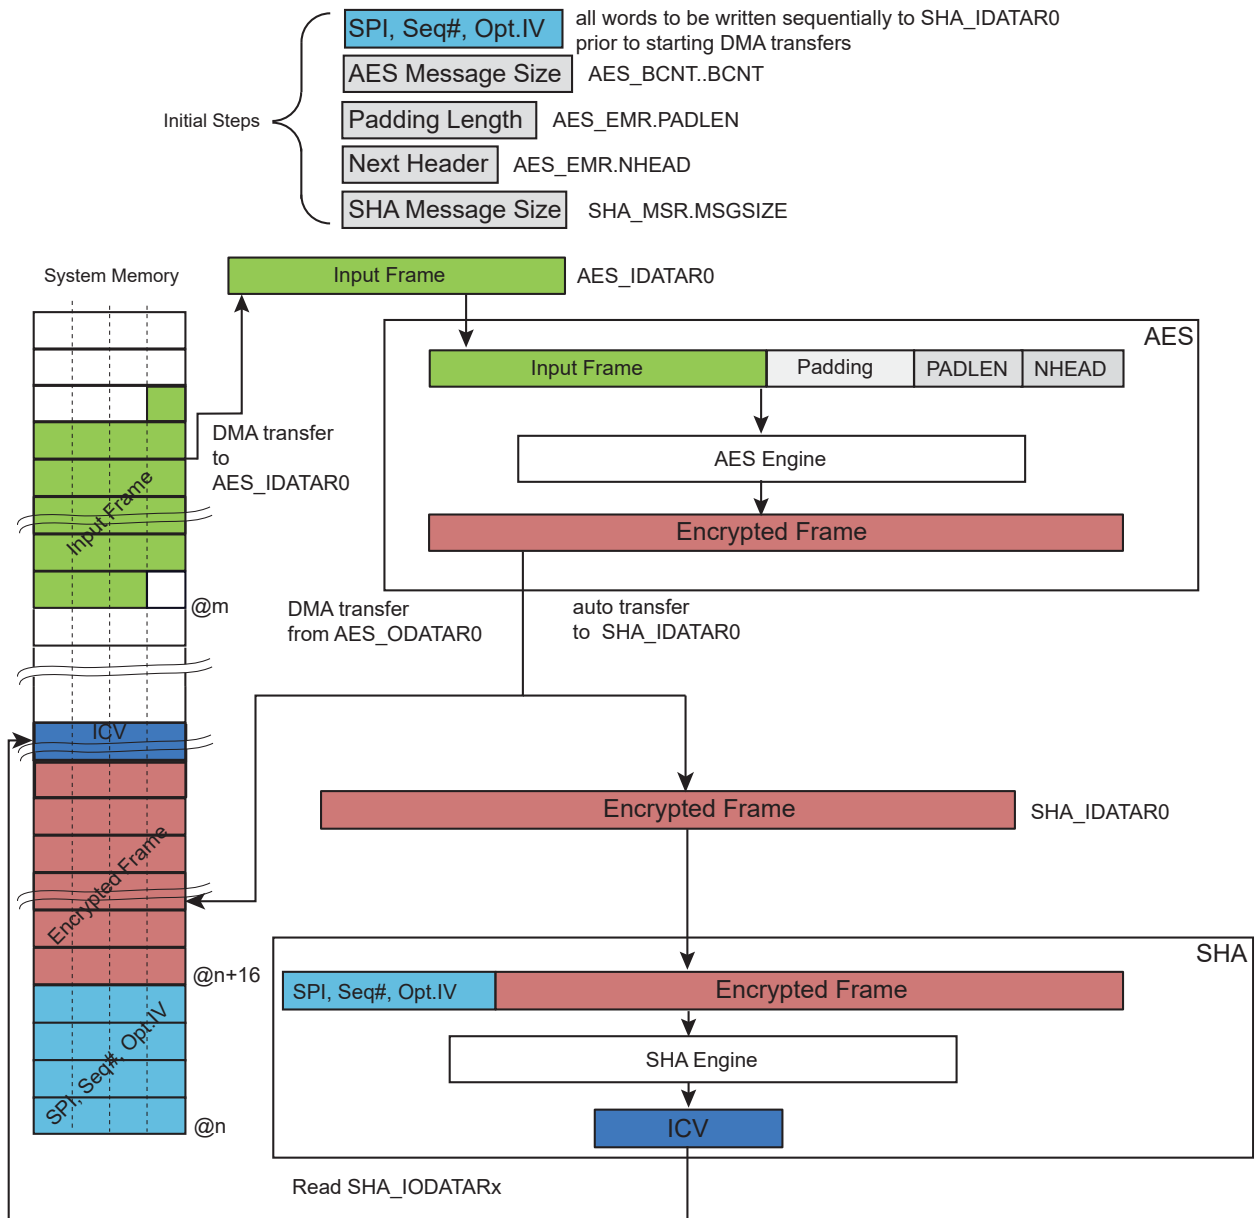 SPI, Seq#, Opt.IV
all words to be written sequentially to SHA_IDATAR0
prior to starting DMA transfers
AES Message Size
AES_BCNT..BCNT
Initial Steps
Padding Length
AES_EMR.PADLEN
Next Header
AES_EMR.NHEAD
SHA Message Size
SHA_MSR.MSGSIZE
System Memory
Input Frame
AES_IDATAR0
AES
Input Frame
Padding
PADLEN
NHEAD
DMA transfer
to
AES_IDATAR0
AES Engine
Input Frame
Encrypted Frame
@m
DMA transfer
from AES_ODATAR0
auto transfer
to SHA_IDATAR0
ICV
Encrypted Frame
SHA_IDATAR0
Encrypted Frame
@n+16
SHA
SPI, Seq#, Opt.IV
Encrypted Frame
SPI, Seq#, Opt.IV
SHA Engine
@n
ICV
Read SHA_IODATARx